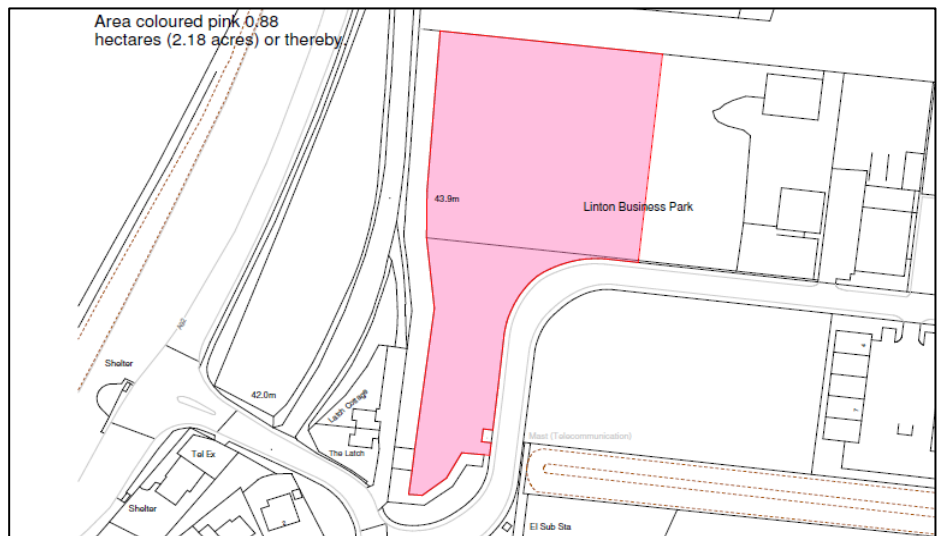 Area coloured pink 0.88
hectares (2.18 acres) or thereby.
43.9m
Linton Business Park
A92
Shelter
42.0m
Latch Cottage
The Latch
Mast (Telecommunication)
Tel Ex
Shelter
El Sub Sta